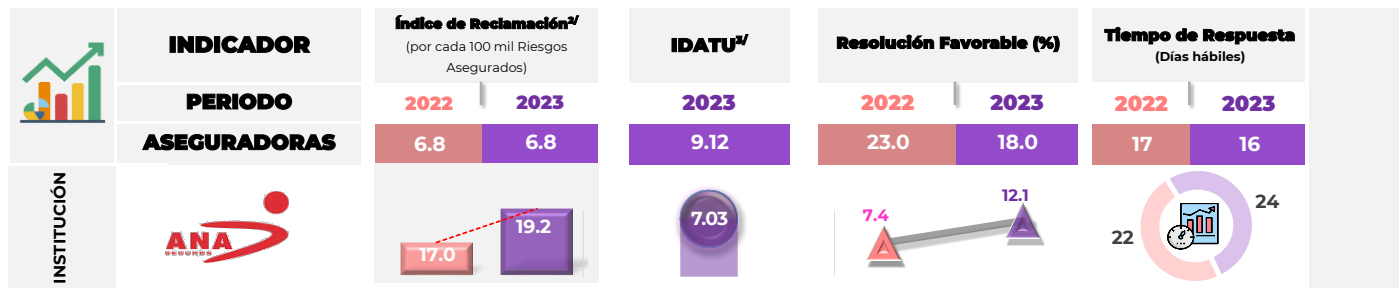 INDICADOR
Índice de Reclamación2/
(por cada 100 mil Riesgos
Asegurados)
IDATU3/
Resolución Favorable (%)
Tiempo de Respuesta
(Días hábiles)
PERIODO
2022
2023
2023
2022
2023
2022
2023
ASEGURADORAS
6.8
6.8
9.12
23.0
18.0
17
16
INSTITUCIÓN
ANA
SEGUROS
17.0
19.2
7.03
7.4
12.1
22
24